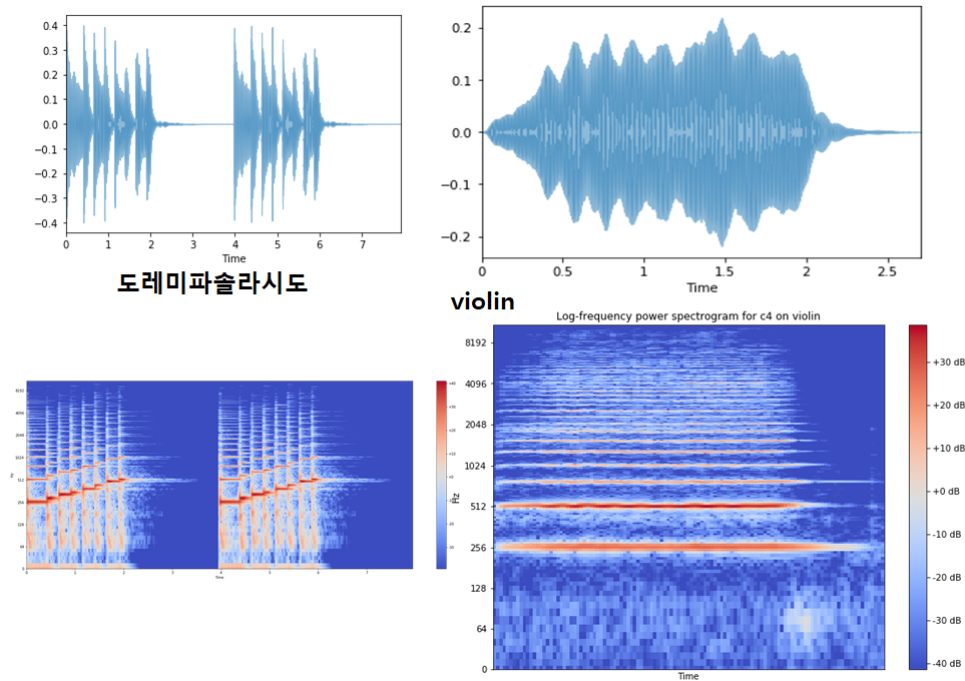 0.4
0.3
0.2
0.1
0.0
−0.1
−0.2
−0.3
−0.4
0 1 2 3 4 5 6 7
Time
0.2
0.1
0.0
−0.1
−0.2
0 0.5 1 1.5 2 2.5
Time
도레미파솔라시도
violin
Log-frequency power spectrogram for c4 on violin
8192
4096
2048
1024
512
256
128
64
0
Hz
Time
+30 dB
+20 dB
+10 dB
+0 dB
-10 dB
-20 dB
-30 dB
-40 dB